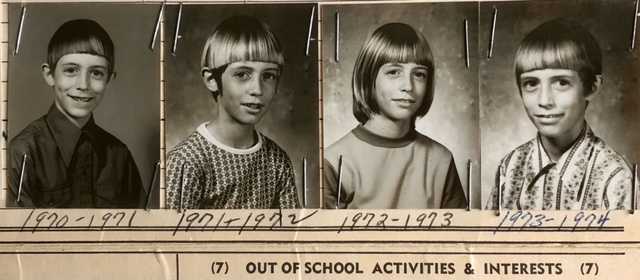 1970-1971 1971-1972 1972-1973 1973-1974
(7) OUT OF SCHOOL ACTIVITIES & INTERESTS (7)